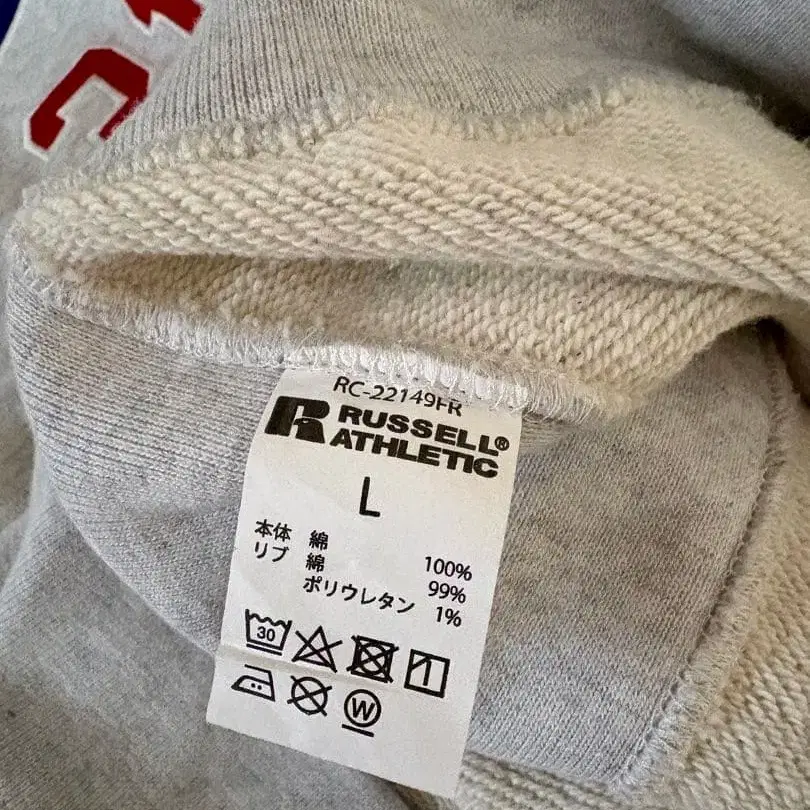 RC-22149FR
RUSSELL®
ATHLETIC
L
本体 綿 100%
リブ 綿 99%
ポリウレタン 1%
30
W